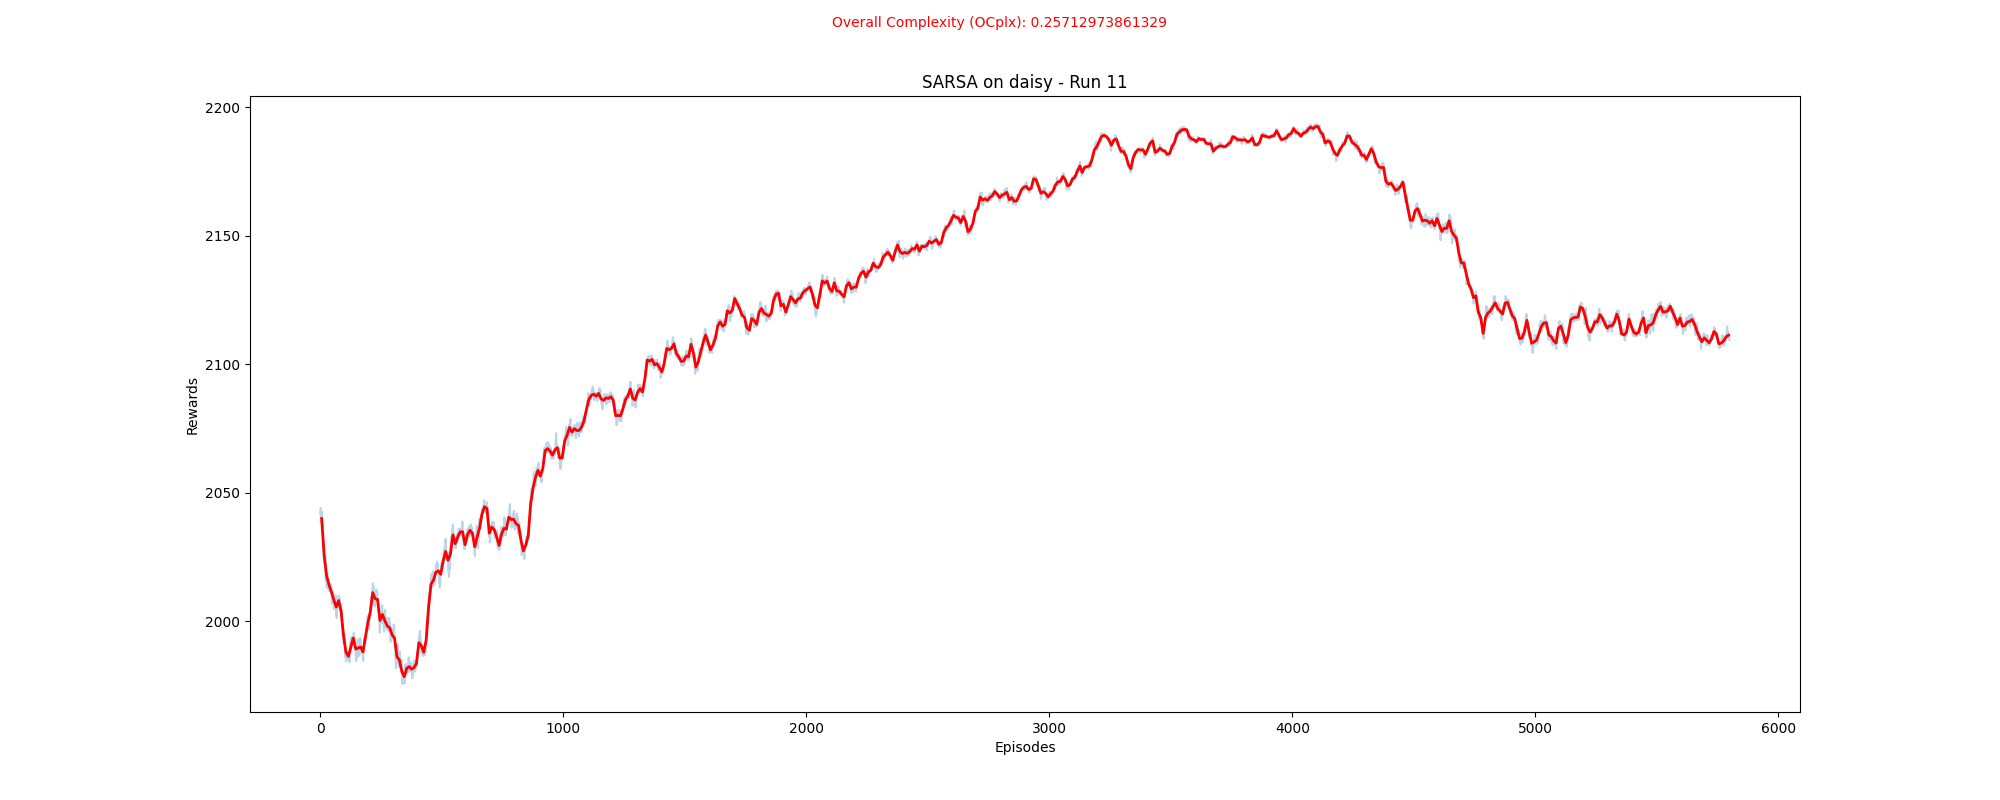 Overall Complexity (OCplx): 0.25712973861329
SARSA on daisy - Run 11
2200
2150
2100
2050
2000
Rewards
0 1000 2000 3000 4000 5000 6000
Episodes